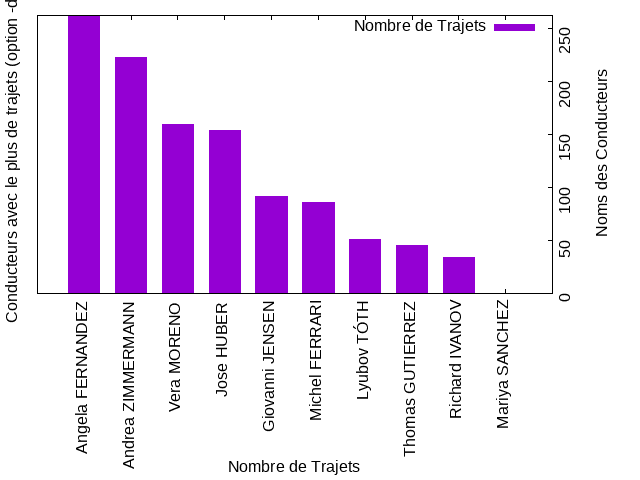 Conducteurs avec le plus de trajets (option -d
Nombre de Trajets
250
200
150
100
50
0
Noms des Conducteurs
Angela FERNANDEZ
Andrea ZIMMERMANN
Vera MORENO
Jose HUBER
Giovanni JENSEN
Michel FERRARI
Lyubov TÓTH
Thomas GUTIERREZ
Richard IVANOV
Mariya SANCHEZ
Nombre de Trajets